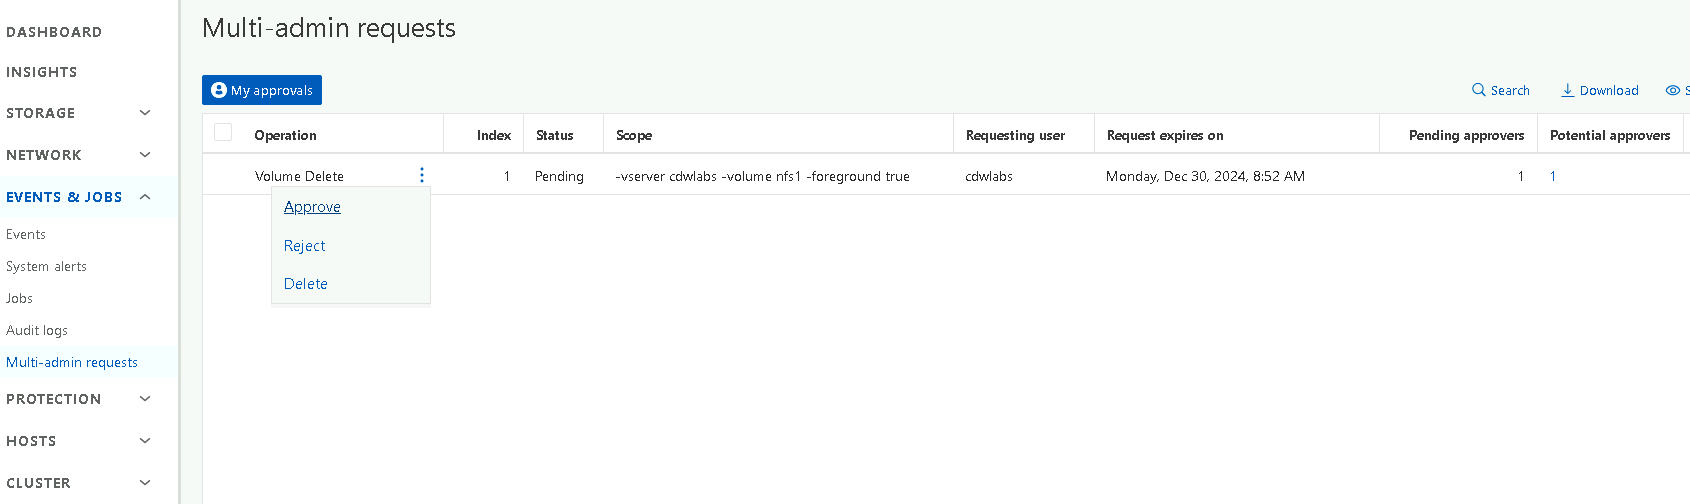 Multi-admin requests
DASHBOARD
INSIGHTS
STORAGE
NETWORK
EVENTS & JOBS
Events
System alerts
Jobs
Audit logs
Multi-admin requests
PROTECTION
HOSTS
CLUSTER
My approvals
Search Download S
Operation Index Status Scope Requesting user Request expires on Pending approvers Potential approvers
Volume Delete 1 Pending -vserver cdwlabs -volume nfs1 -foreground true cdwlabs Monday, Dec 30, 2024, 8:52 AM 1 1
Approve
Reject
Delete